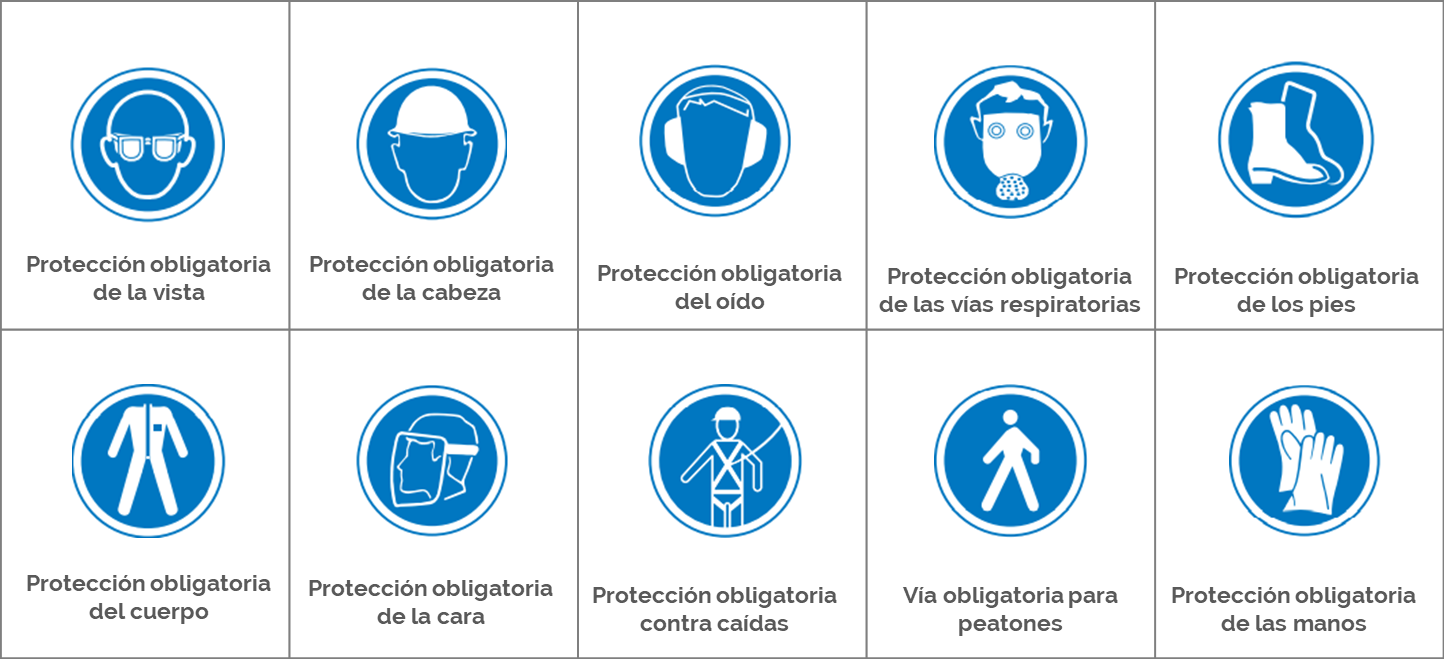 Protección obligatoria
de la vista
Protección obligatoria
de la cabeza
Protección obligatoria
del oído
Protección obligatoria
de las vías respiratorias
Protección obligatoria
de los pies
Protección obligatoria
del cuerpo
Protección obligatoria
de la cara
Protección obligatoria
contra caídas
Vía obligatoria para
peatones
Protección obligatoria
de las manos